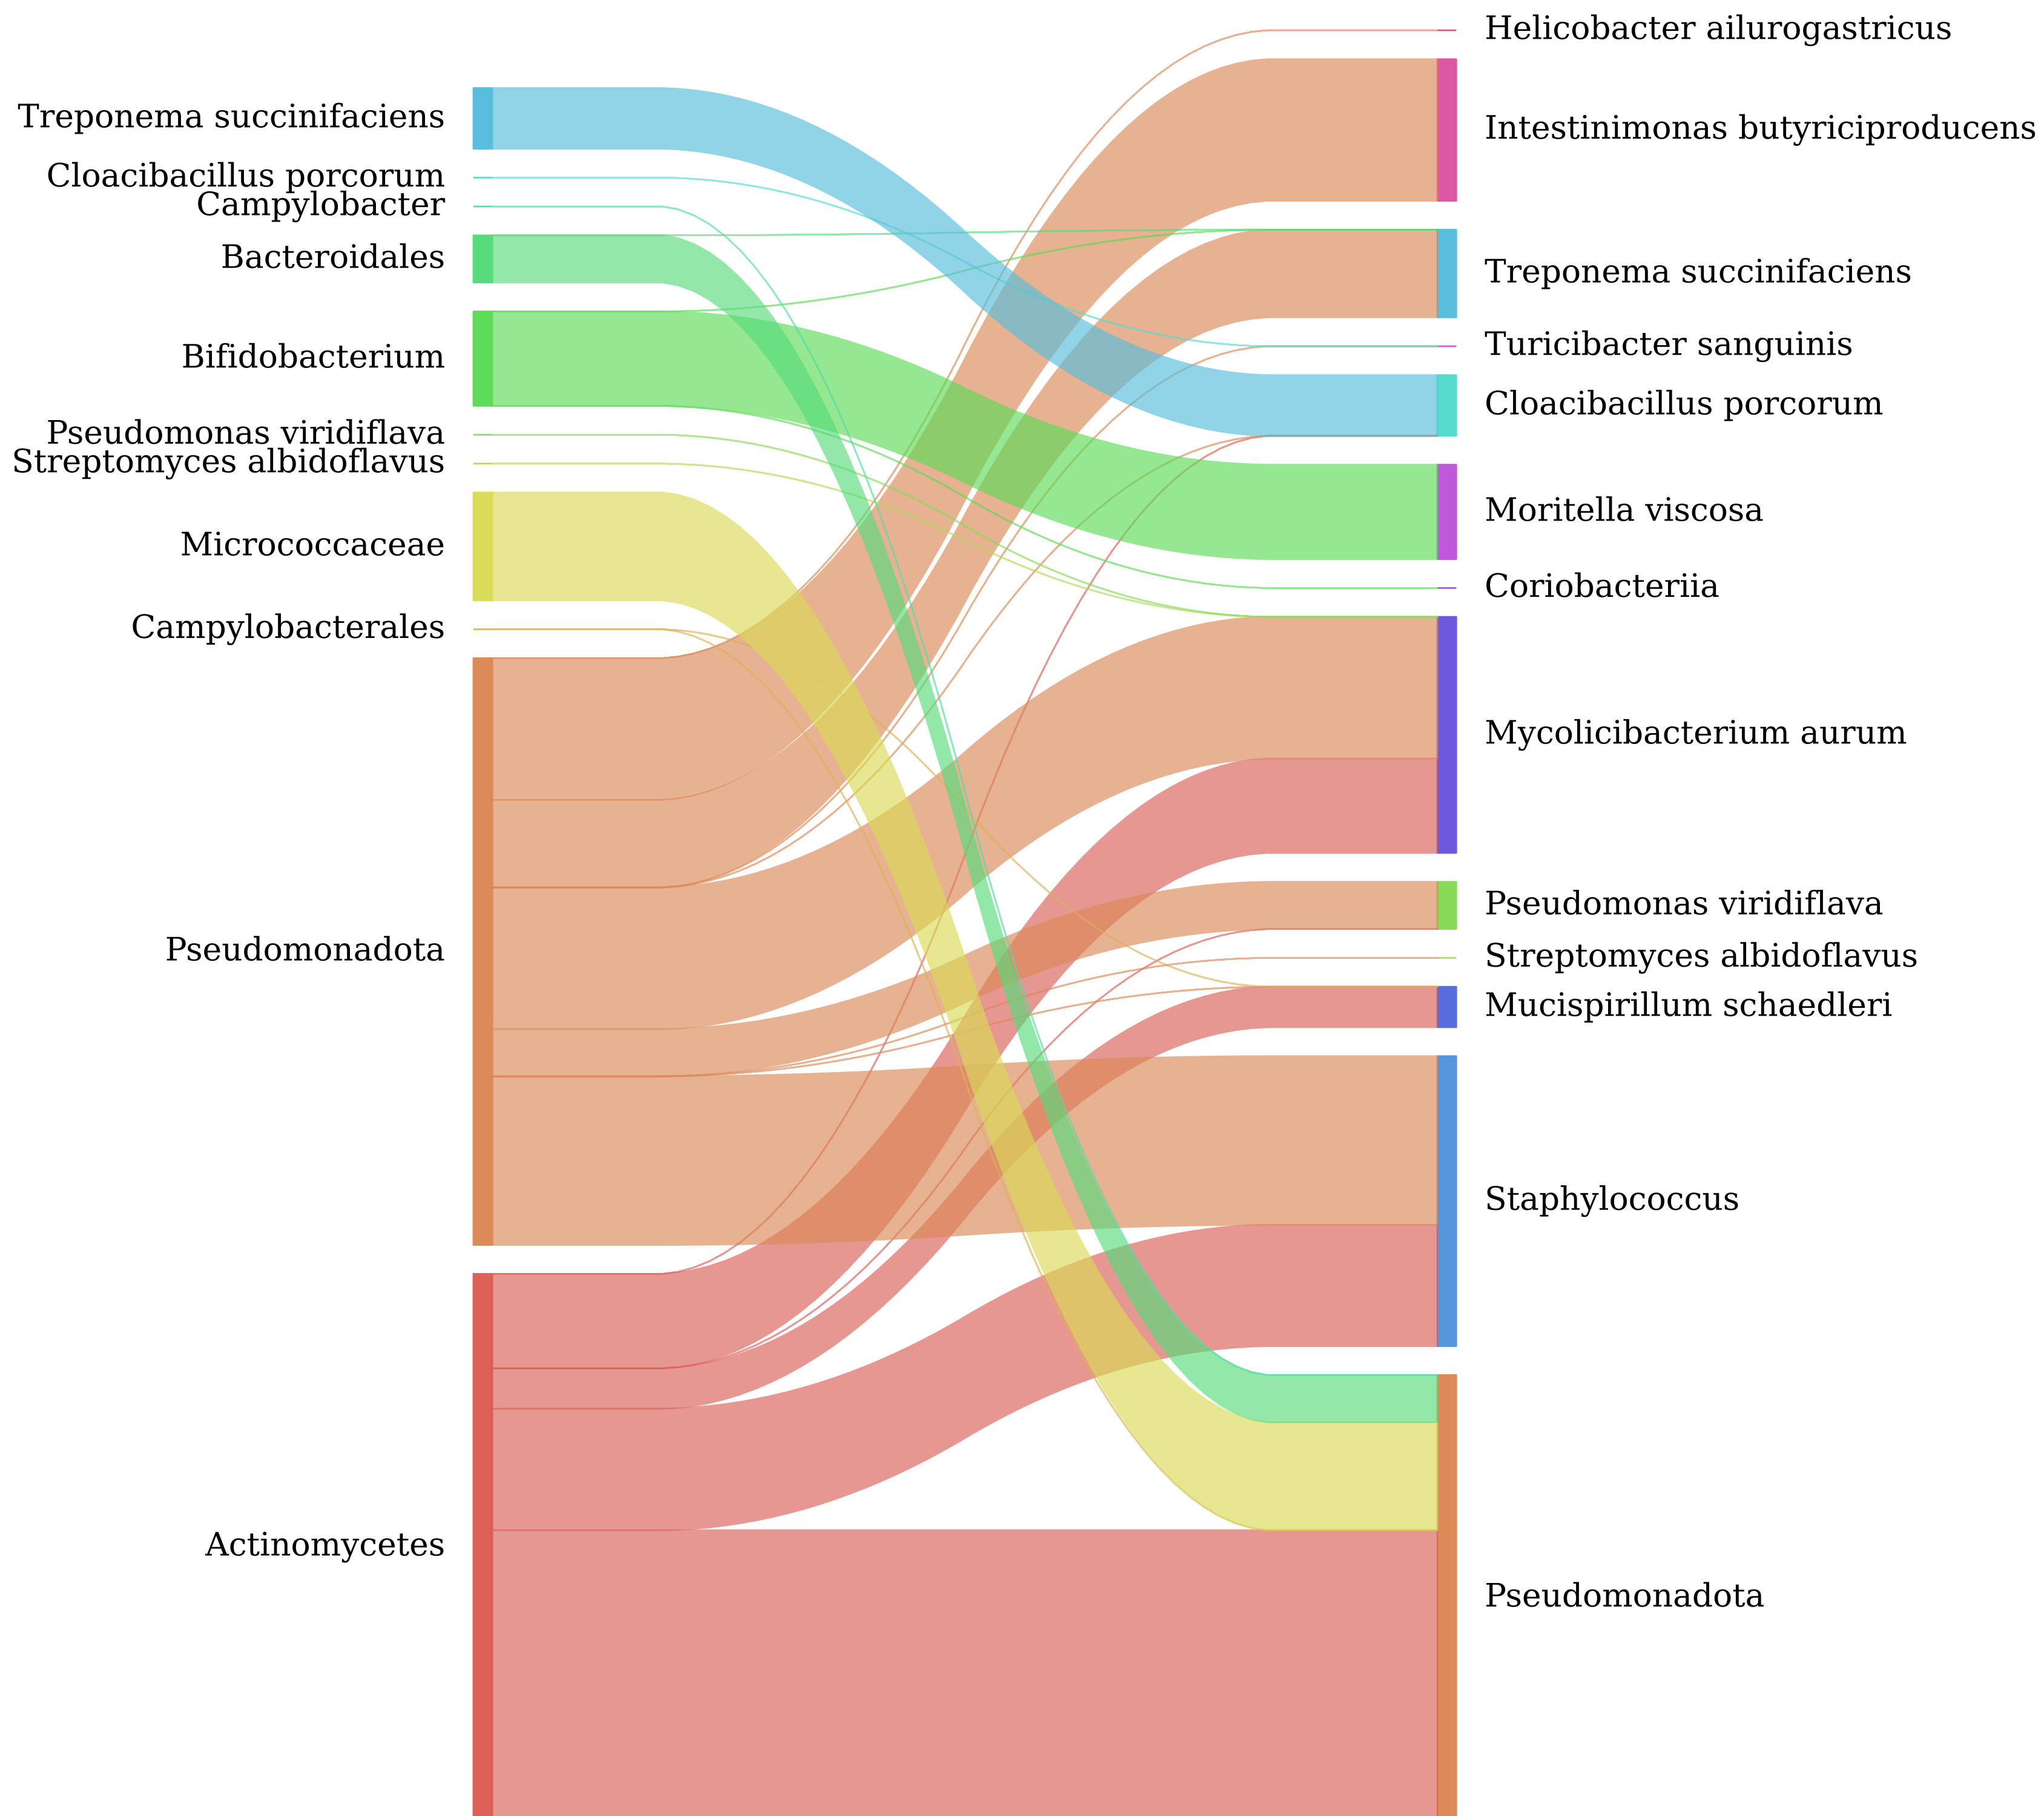 Treponema succinifaciens
Cloacibacillus porcorum
Campylobacter
Bacteroidales
Bifidobacterium
Pseudomonas viridiflava
Streptomyces albidoflavus
Micrococcaceae
Campylobacterales
Pseudomonadota
Actinomycetes
Helicobacter ailurogastricus
Intestinimonas butyriciproducens
Treponema succinifaciens
Turicibacter sanguinis
Cloacibacillus porcorum
Moritella viscosa
Coriobacteriia
Mycolicibacterium aurum
Pseudomonas viridiflava
Streptomyces albidoflavus
Mucispirillum schaedleri
Staphylococcus
Pseudomonadota